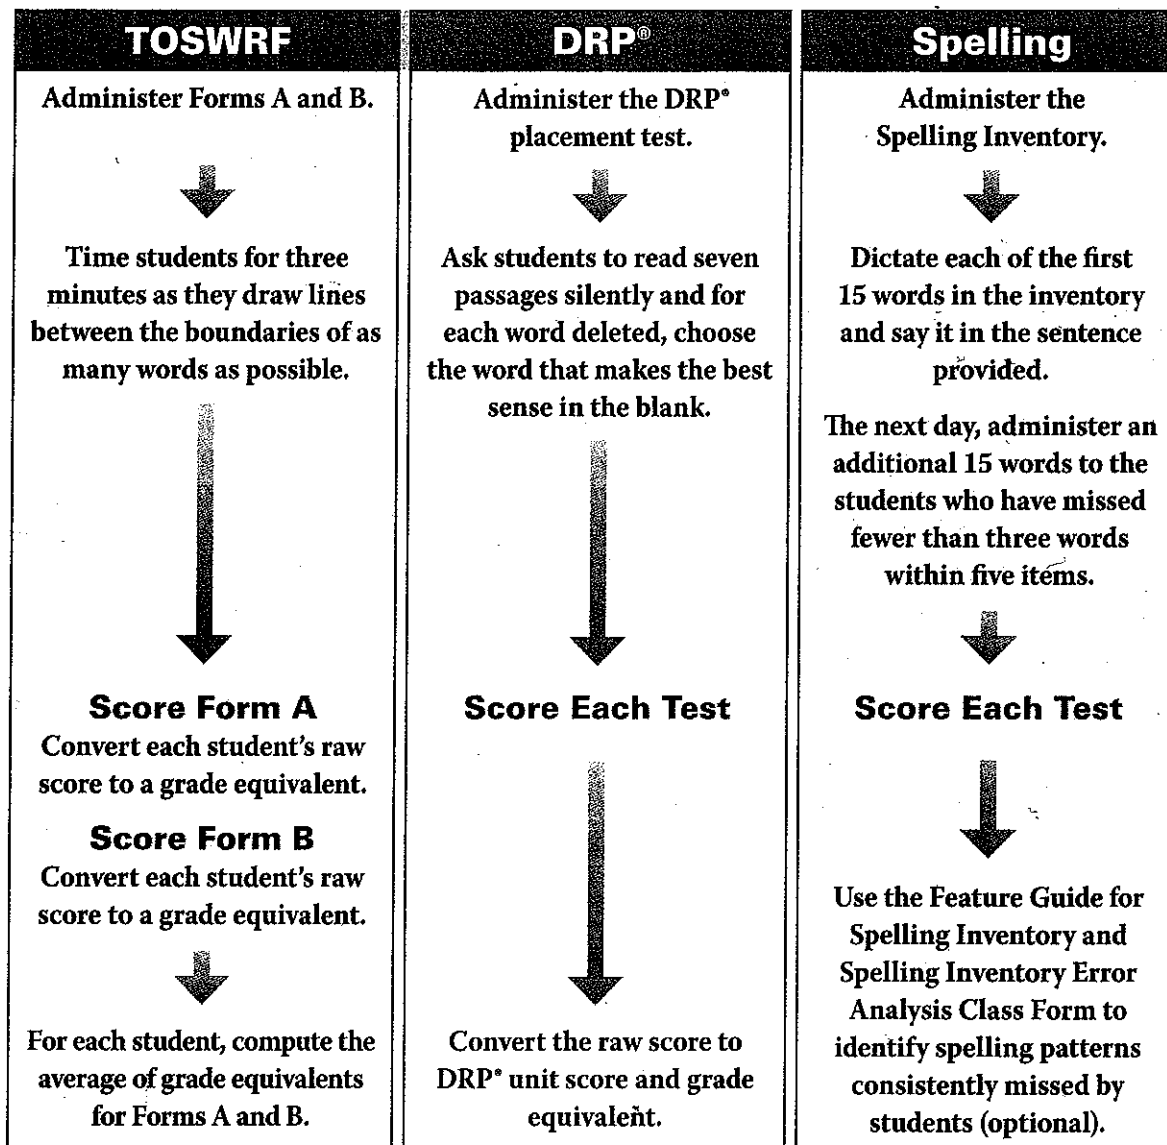 TOSWRF
Administer Forms A and B.
Time students for three
minutes as they draw lines
between the boundaries of as
many words as possible.
Score Form A
Convert each student's raw
score to a grade equivalent.
Score Form B
Convert each student's raw
score to a grade equivalent.
For each student, compute the
average of grade equivalents
for Forms A and B.
DRP®
Administer the DRP®
placement test.
Ask students to read seven
passages silently and for
each word deleted, choose
the word that makes the best
sense in the blank.
Score Each Test
Convert the raw score to
DRP® unit score and grade
equivalent.
Spelling
Administer the
Spelling Inventory.
Dictate each of the first
15 words in the inventory
and say it in the sentence
provided.
The next day, administer an
additional 15 words to the
students who have missed
fewer than three words
within five items.
Score Each Test
Use the Feature Guide for
Spelling Inventory and
Spelling Inventory Error
Analysis Class Form to
identify spelling patterns
consistently missed by
students (optional).